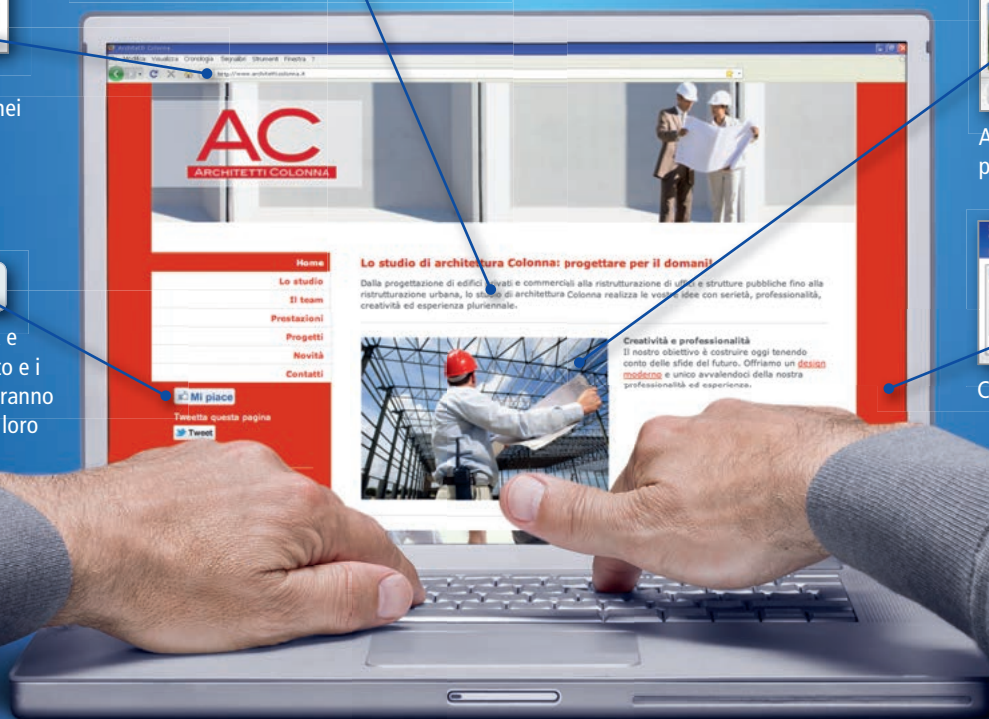 nei
e
o e i
ranno
loro
A
p
C
Architetti Colonna
Modifica Visualizza Cronologia Segnalibri Strumenti Finestra ?
http://www.architetticolonna.it
AC
ARCHITETTI COLONNA
Home
Lo studio
Il team
Prestazioni
Progetti
Novità
Contatti
Mi piace
Tweetta questa pagina
Tweet
Lo studio di architettura Colonna: progettare per il domani!
Dalla progettazione di edifici privati e commerciali alla ristrutturazione di uffici e strutture pubbliche fino alla
ristrutturazione urbana, lo studio di architettura Colonna realizza le vostre idee con serietà, professionalità,
creatività ed esperienza pluriennale.
Creatività e professionalità
Il nostro obiettivo è costruire oggi tenendo
conto delle sfide del futuro. Offriamo un design
moderno e unico avvalendoci della nostra
professionalità ed esperienza.